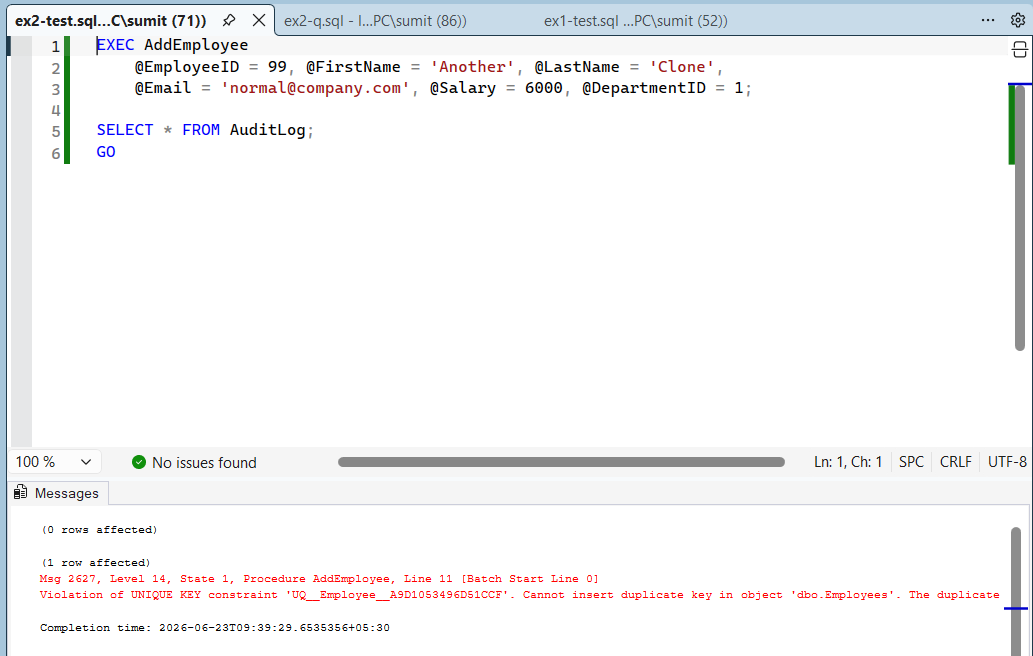 ex2-test.sql...C\sumit (71)) ex2-q.sql - l...PC\sumit (86)) ex1-test.sql ...PC\sumit (52))
1 EXEC AddEmployee
2 @EmployeeID = 99, @FirstName = 'Another', @LastName = 'Clone',
3 @Email = 'normal@company.com', @Salary = 6000, @DepartmentID = 1;
4
5 SELECT * FROM AuditLog;
6 GO
100 % No issues found Ln: 1, Ch: 1 SPC CRLF UTF-8
Messages
(0 rows affected)
(1 row affected)
Msg 2627, Level 14, State 1, Procedure AddEmployee, Line 11 [Batch Start Line 0]
Violation of UNIQUE KEY constraint 'UQ__Employee__A9D1053496D51CCF'. Cannot insert duplicate key in object 'dbo.Employees'. The duplicate
Completion time: 2026-06-23T09:39:29.6535356+05:30